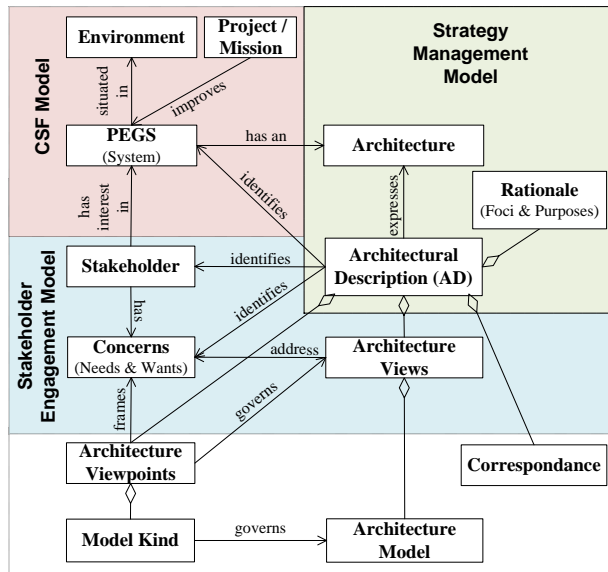 Environment
Project /
Mission
Strategy
Management
Model
CSF Model
situated
in
improves
PEGS
(System)
has an
Architecture
has
interest
in
identifies
expresses
Rationale
(Foci & Purposes)
Stakeholder
Engagement Model
Stakeholder
identifies
Architectural
Description (AD)
has
identifies
Concerns
(Needs & Wants)
address
Architecture
Views
frames
governs
Architecture
Viewpoints
Correspondance
Model Kind
governs
Architecture
Model